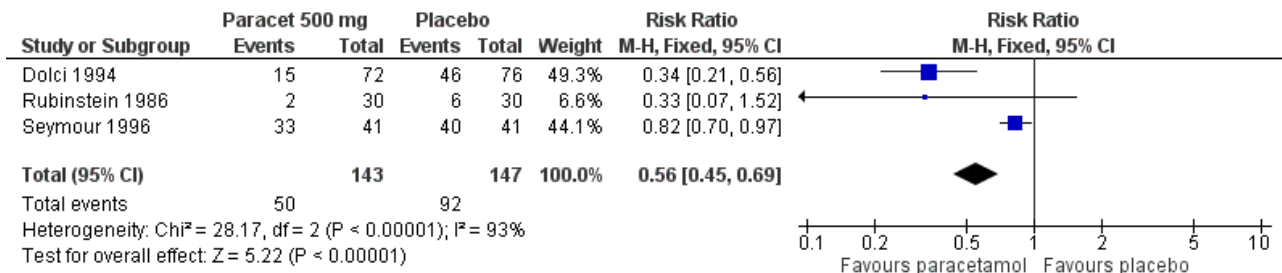 Paracet 500 mg Placebo Risk Ratio Risk Ratio
Study or Subgroup Events Total Events Total Weight M-H, Fixed, 95% CI M-H, Fixed, 95% CI
Dolci 1994 15 72 46 76 49.3% 0.34 [0.21, 0.56]
Rubinstein 1986 2 30 6 30 6.6% 0.33 [0.07, 1.52]
Seymour 1996 33 41 40 41 44.1% 0.82 [0.70, 0.97]
Total (95% CI) 143 147 100.0% 0.56 [0.45, 0.69]
Total events 50 92
Heterogeneity: Chi² = 28.17, df = 2 (P < 0.00001); I² = 93%
Test for overall effect: Z = 5.22 (P < 0.00001)
0.1 0.2 0.5 1 2 5 10
Favours paracetamol Favours placebo